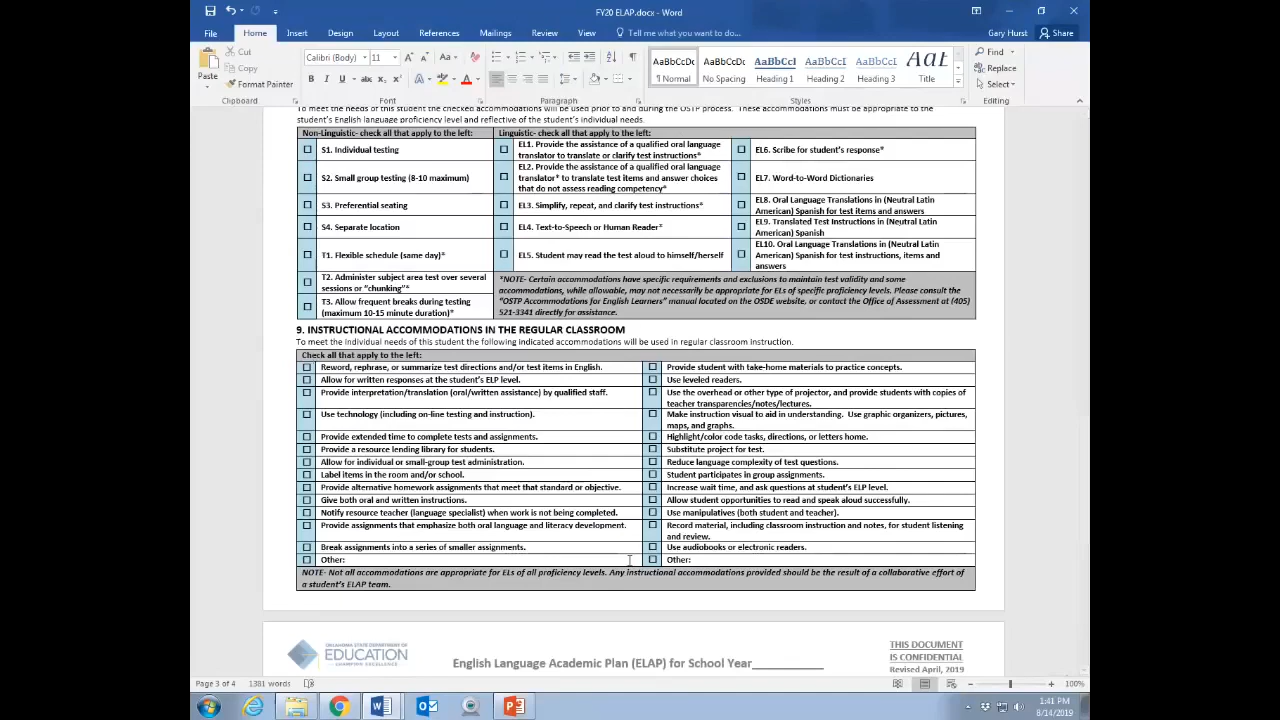 FY20 ELAP.docx - Word
File Home Insert Design Layout References Mailings Review View Tell me what you want to do... Gary Hurst Share
Paste
Cut
Copy
Format Painter
Calibri (Body) 11
¶ Normal No Spacing Heading 1 Heading 2 Heading 3 Title
Find
Replace
Select
Clipboard Font Paragraph Styles Editing
To meet the needs of this student the checked accommodations will be used prior to and during the OSTP process. These accommodations must be appropriate to the
student's English language proficiency level and reflective of the student's individual needs.
Non-Linguistic- check all that apply to the left:
Linguistic- check all that apply to the left:
S1. Individual testing
EL1. Provide the assistance of a qualified oral language
translator to translate or clarify test instructions*
EL6. Scribe for student's response*
S2. Small group testing (8-10 maximum)
EL2. Provide the assistance of a qualified oral language
translator* to translate test items and answer choices
that do not assess reading competency*
EL7. Word-to-Word Dictionaries
S3. Preferential seating
EL3. Simplify, repeat, and clarify test instructions*
EL8. Oral Language Translations in (Neutral Latin
American) Spanish for test items and answers
S4. Separate location
EL4. Text-to-Speech or Human Reader*
EL9. Translated Test Instructions in (Neutral Latin
American) Spanish
T1. Flexible schedule (same day)*
EL5. Student may read the test aloud to himself/herself
EL10. Oral Language Translations in (Neutral Latin
American) Spanish for test instructions, items and
answers
T2. Administer subject area test over several
sessions or "chunking"*
T3. Allow frequent breaks during testing
(maximum 10-15 minute duration)*
*NOTE- Certain accommodations have specific requirements and exclusions to maintain test validity and some
accommodations, while allowable, may not necessarily be appropriate for ELs of specific proficiency levels. Please consult the
"OSTP Accommodations for English Learners" manual located on the OSDE website, or contact the Office of Assessment at (405)
521-3341 directly for assistance.
9. INSTRUCTIONAL ACCOMMODATIONS IN THE REGULAR CLASSROOM
To meet the individual needs of this student the following indicated accommodations will be used in regular classroom instruction.
Check all that apply to the left:
Reword, rephrase, or summarize test directions and/or test items in English.
Provide student with take-home materials to practice concepts.
Allow for written responses at the student's ELP level.
Use leveled readers.
Provide interpretation/translation (oral/written assistance) by qualified staff.
Use the overhead or other type of projector, and provide students with copies of
teacher transparencies/notes/lectures.
Use technology (including on-line testing and instruction).
Make instruction visual to aid in understanding. Use graphic organizers, pictures,
maps, and graphs.
Provide extended time to complete tests and assignments.
Highlight/color code tasks, directions, or letters home.
Provide a resource lending library for students.
Substitute project for test.
Allow for individual or small-group test administration.
Reduce language complexity of test questions.
Label items in the room and/or school.
Student participates in group assignments.
Provide alternative homework assignments that meet that standard or objective.
Increase wait time, and ask questions at student's ELP level.
Give both oral and written instructions.
Allow student opportunities to read and speak aloud successfully.
Notify resource teacher (language specialist) when work is not being completed.
Use manipulatives (both student and teacher).
Provide assignments that emphasize both oral language and literacy development.
Record material, including classroom instruction and notes, for student listening
and review.
Break assignments into a series of smaller assignments.
Use audiobooks or electronic readers.
Other:
Other:
NOTE- Not all accommodations are appropriate for ELs of all proficiency levels. Any instructional accommodations provided should be the result of a collaborative effort of
a student's ELAP team.
OKLAHOMA STATE DEPARTMENT OF
EDUCATION
CHAMPION EXCELLENCE
English Language Academic Plan (ELAP) for School Year__________
THIS DOCUMENT
IS CONFIDENTIAL
Revised April, 2019
Page 3 of 4 1381 words 100%
1:41 PM
8/14/2019